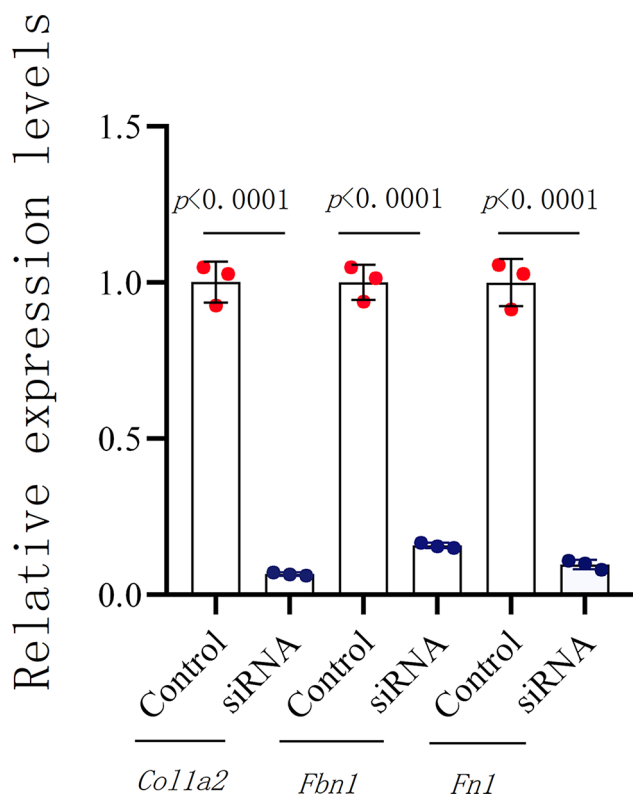 Relative expression levels
1.5
1.0
0.5
0.0
p<0.0001 p<0.0001 p<0.0001
Control siRNA Control siRNA Control siRNA
Col1a2 Fbn1 Fn1